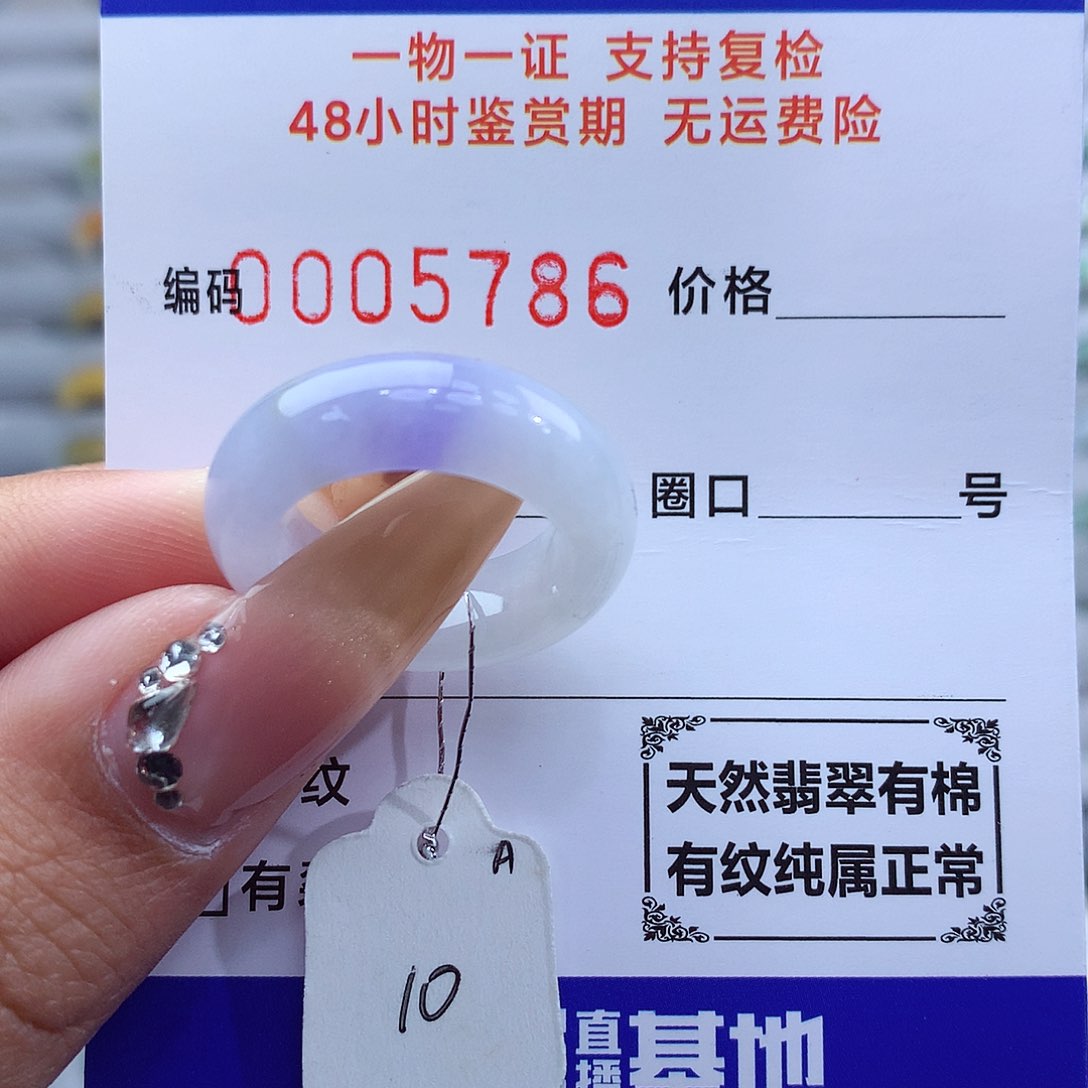 一物一证 支持复检
48小时鉴赏期 无运费险
编码0005786 价格
圈口 号
纹
天然翡翠有棉
有纹纯属正常
有
A
10
直播基地